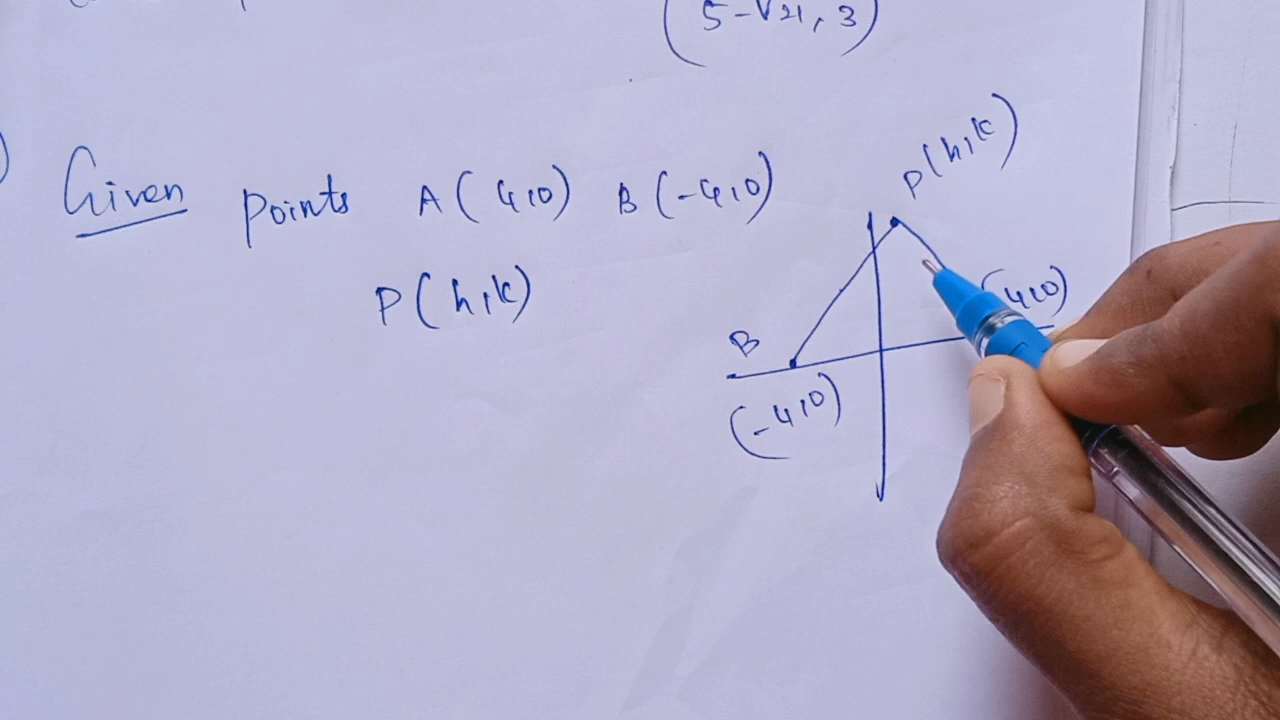 (5-√21, 3)
P(h,k)
Given points A(4,0) B(-4,0)
P(h,k)
(4,0)
B
(-4,0)